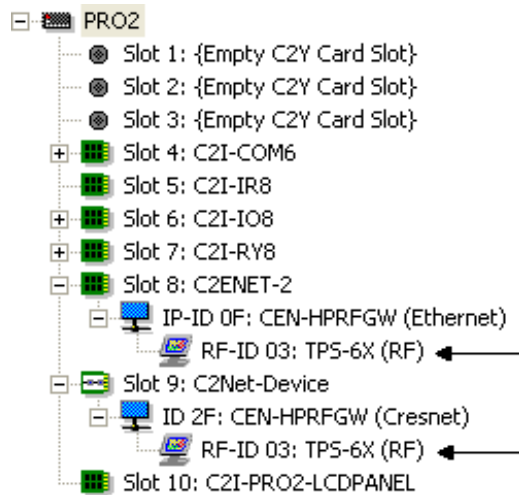 PRO2
Slot 1: {Empty C2Y Card Slot}
Slot 2: {Empty C2Y Card Slot}
Slot 3: {Empty C2Y Card Slot}
Slot 4: C2I-COM6
Slot 5: C2I-IR8
Slot 6: C2I-IO8
Slot 7: C2I-RY8
Slot 8: C2ENET-2
IP-ID 0F: CEN-HPRFGW (Ethernet)
RF-ID 03: TPS-6X (RF)
Slot 9: C2Net-Device
ID 2F: CEN-HPRFGW (Cresnet)
RF-ID 03: TPS-6X (RF)
Slot 10: C2I-PRO2-LCDPANEL